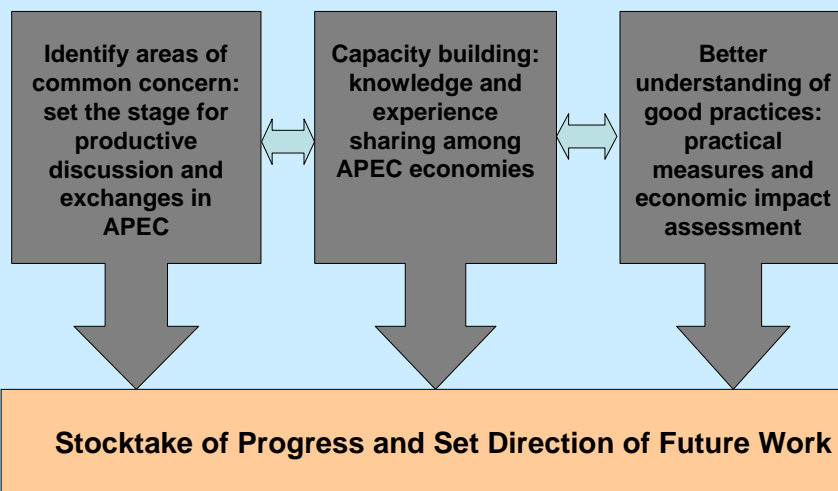 Identify areas of
common concern:
set the stage for
productive
discussion and
exchanges in
APEC
Capacity building:
knowledge and
experience
sharing among
APEC economies
Better
understanding of
good practices:
practical
measures and
economic impact
assessment
Stocktake of Progress and Set Direction of Future Work